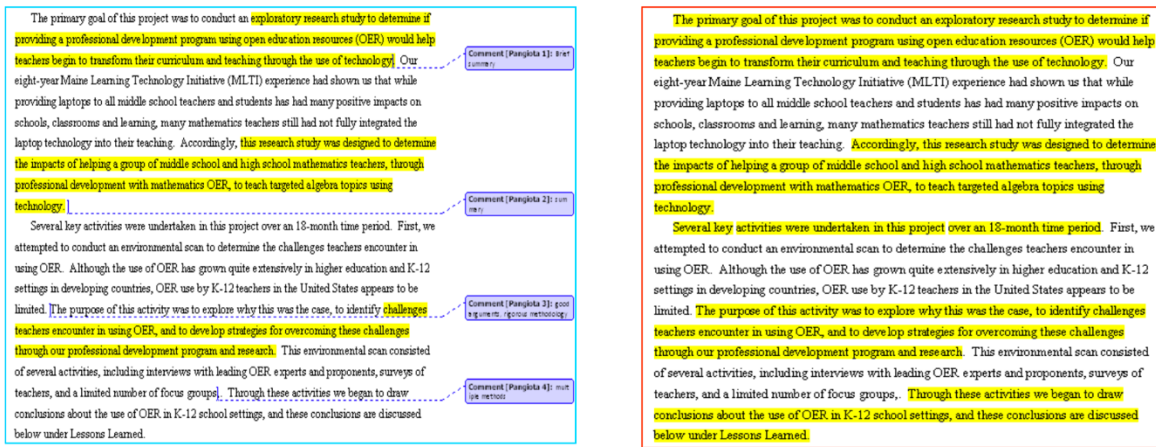 The primary goal of this project was to conduct an exploratory research study to determine if
providing a professional development program using open education resources (OER) would help
teachers begin to transform their curriculum and teaching through the use of technology. Our
eight-year Maine Learning Technology Initiative (MLTI) experience had shown us that while
providing laptops to all middle school teachers and students has had many positive impacts on
schools, classrooms and learning, many mathematics teachers still had not fully integrated the
laptop technology into their teaching. Accordingly, this research study was designed to determine
the impacts of helping a group of middle school and high school mathematics teachers, through
professional development with mathematics OER, to teach targeted algebra topics using
technology.
Several key activities were undertaken in this project over an 18-month time period. First, we
attempted to conduct an environmental scan to determine the challenges teachers encounter in
using OER. Although the use of OER has grown quite extensively in higher education and K-12
settings in developing countries, OER use by K-12 teachers in the United States appears to be
limited. The purpose of this activity was to explore why this was the case, to identify challenges
teachers encounter in using OER, and to develop strategies for overcoming these challenges
through our professional development program and research. This environmental scan consisted
of several activities, including interviews with leading OER experts and proponents, surveys of
teachers, and a limited number of focus groups,. Through these activities we began to draw
conclusions about the use of OER in K-12 school settings, and these conclusions are discussed
below under Lessons Learned.
Comment [Pangiota 1]: Brief
summary
Comment [Pangiota 2]: sum
mary
Comment [Pangiota 3]: good
arguments, rigorous methodology
Comment [Pangiota 4]: mult
iple methods
The primary goal of this project was to conduct an exploratory research study to determine if
providing a professional development program using open education resources (OER) would help
teachers begin to transform their curriculum and teaching through the use of technology. Our
eight-year Maine Learning Technology Initiative (MLTI) experience had shown us that while
providing laptops to all middle school teachers and students has had many positive impacts on
schools, classrooms and learning, many mathematics teachers still had not fully integrated the
laptop technology into their teaching. Accordingly, this research study was designed to determine
the impacts of helping a group of middle school and high school mathematics teachers, through
professional development with mathematics OER, to teach targeted algebra topics using
technology.
Several key activities were undertaken in this project over an 18-month time period. First, we
attempted to conduct an environmental scan to determine the challenges teachers encounter in
using OER. Although the use of OER has grown quite extensively in higher education and K-12
settings in developing countries, OER use by K-12 teachers in the United States appears to be
limited. The purpose of this activity was to explore why this was the case, to identify challenges
teachers encounter in using OER, and to develop strategies for overcoming these challenges
through our professional development program and research. This environmental scan consisted
of several activities, including interviews with leading OER experts and proponents, surveys of
teachers, and a limited number of focus groups,. Through these activities we began to draw
conclusions about the use of OER in K-12 school settings, and these conclusions are discussed
below under Lessons Learned.